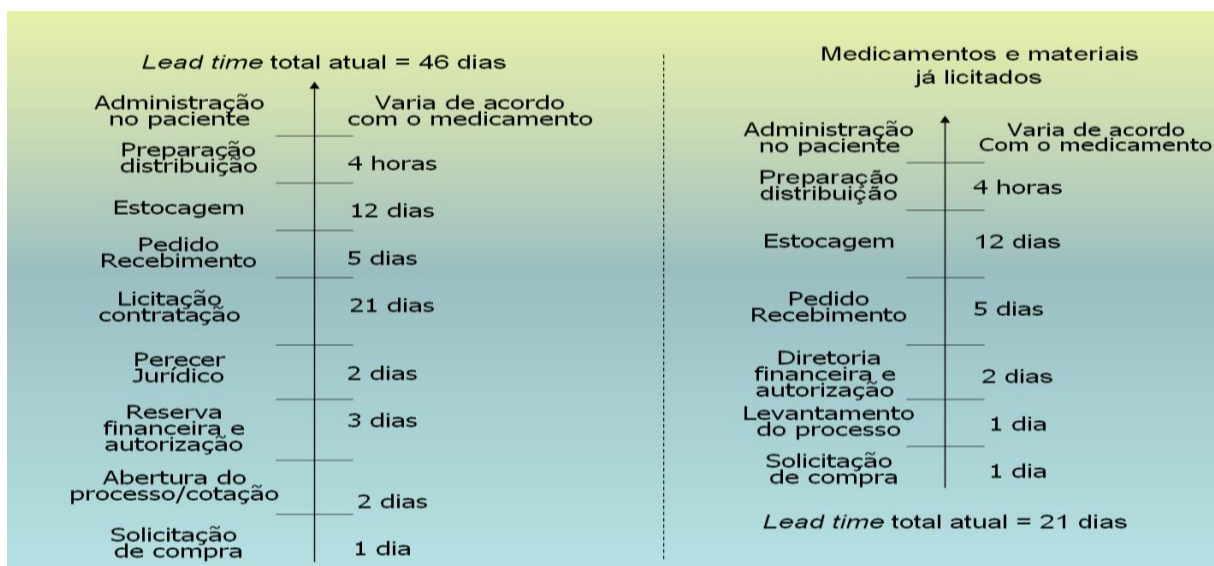 Lead time total atual = 46 dias
Administração
no paciente
Varia de acordo
com o medicamento
Preparação
distribuição
4 horas
Estocagem
12 dias
Pedido
Recebimento
5 dias
Licitação
contratação
21 dias
Perecer
Jurídico
2 dias
Reserva
financeira e
autorização
3 dias
Abertura do
processo/cotação
2 dias
Solicitação
de compra
1 dia
Medicamentos e materiais
já licitados
Administração
no paciente
Varia de acordo
Com o medicamento
Preparação
distribuição
4 horas
Estocagem
12 dias
Pedido
Recebimento
5 dias
Diretoria
financeira e
autorização
2 dias
Levantamento
do processo
1 dia
Solicitação
de compra
1 dia
Lead time total atual = 21 dias